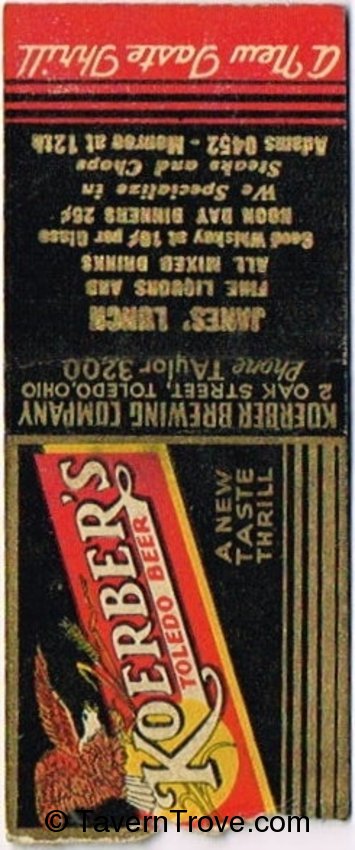 A New Taste Thrill
JANES' LUNCH
FINE LIQUORS AND
ALL MIXED DRINKS
Good Whiskey at 10¢ per Glass
NOON DAY DINNERS 25¢
We Specialize in
Steaks and Chops
Adams 0452 - Monroe at 12th
KOERBER BREWING COMPANY
2 OAK STREET, TOLEDO, OHIO
Phone TAylor 3200
KOERBER'S
TOLEDO BEER
A NEW
TASTE
THRILL
© TavernTrove.com